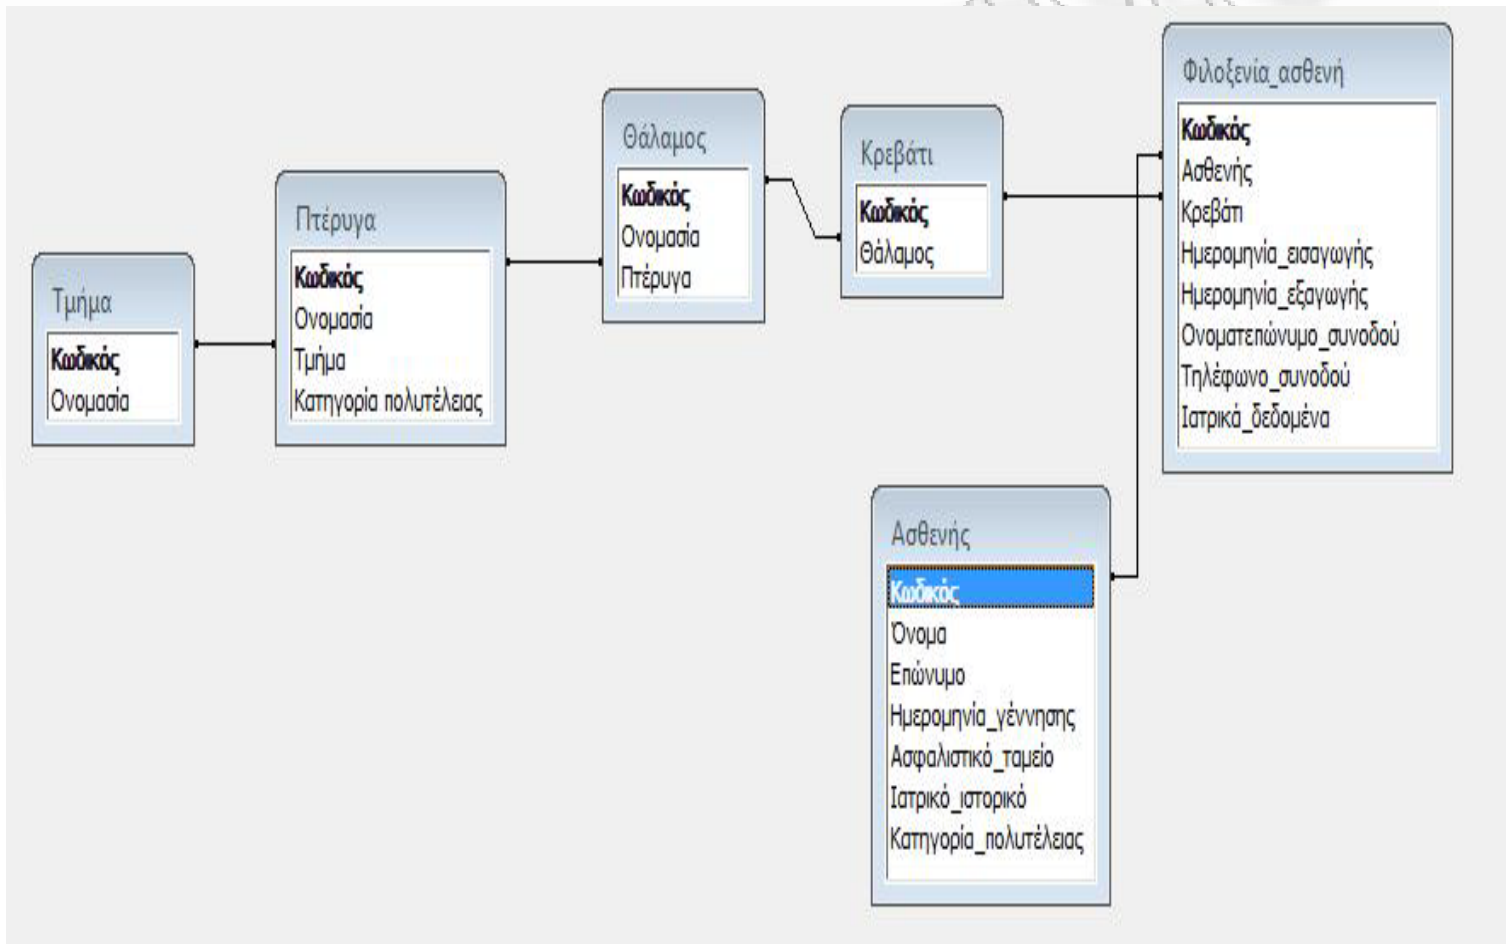 Τμήμα
Κωδικός
Ονομασία
Πτέρυγα
Κωδικός
Ονομασία
Τμήμα
Κατηγορία πολυτέλειας
Θάλαμος
Κωδικός
Ονομασία
Πτέρυγα
Κρεβάτι
Κωδικός
Θάλαμος
Φιλοξενία_ασθενή
Κωδικός
Ασθενής
Κρεβάτι
Ημερομηνία_εισαγωγής
Ημερομηνία_εξαγωγής
Ονοματεπώνυμο_συνοδού
Τηλέφωνο_συνοδού
Ιατρικά_δεδομένα
Ασθενής
Κωδικός
Όνομα
Επώνυμο
Ημερομηνία_γέννησης
Ασφαλιστικό_ταμείο
Ιατρικό_ιστορικό
Κατηγορία_πολυτέλειας